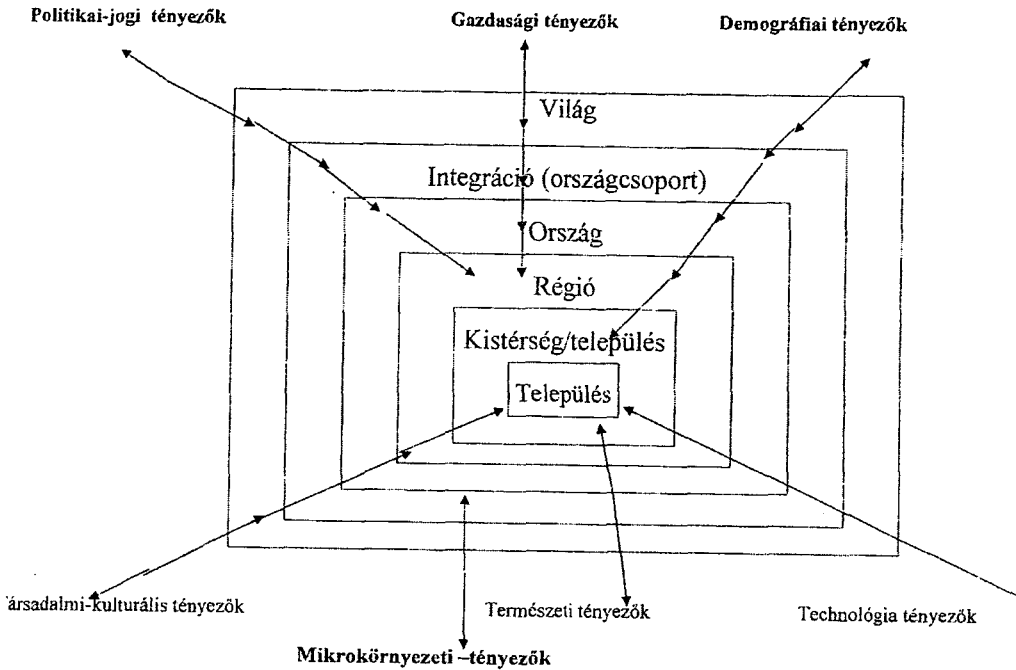 Politikai-jogi tényezők
Gazdasági tényezők
Demográfiai tényezők
Világ
Integráció (országcsoport)
Ország
Régió
Kistérség/település
Település
ársadalmi-kulturális tényezők
Természeti tényezők
Technológia tényezők
Mikrokörnyezeti –tényezők